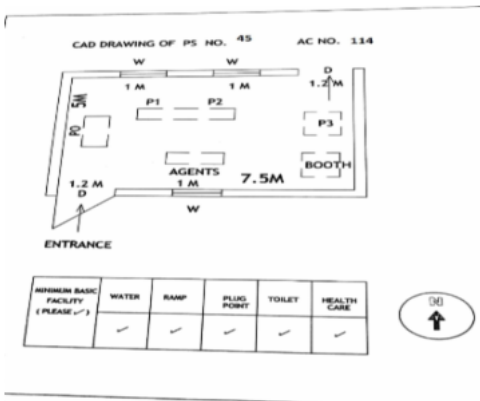 CAD DRAWING OF PS NO. 45 AC NO. 114
W W D
1 M 1 M 1.2 M
5M
P1 P2
P3
PO
AGENTS
BOOTH
1.2 M 1 M 7.5M
D
W
ENTRANCE
MINIMUM BASIC FACILITY (PLEASE ✓) WATER RAMP PLUG POINT TOILET HEALTH CARE
✓ ✓ ✓ ✓ ✓
N